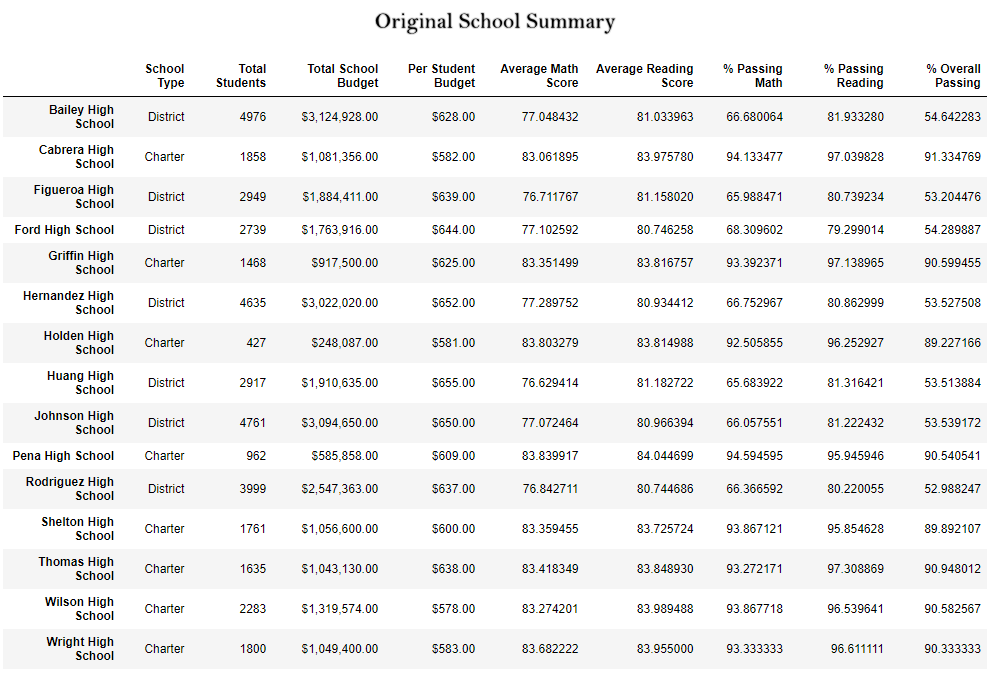 Original School Summary
School Type Total Students Total School Budget Per Student Budget Average Math Score Average Reading Score % Passing Math % Passing Reading % Overall Passing
Bailey High School District 4976 $3,124,928.00 $628.00 77.048432 81.033963 66.680064 81.933280 54.642283
Cabrera High School Charter 1858 $1,081,356.00 $582.00 83.061895 83.975780 94.133477 97.039828 91.334769
Figueroa High School District 2949 $1,884,411.00 $639.00 76.711767 81.158020 65.988471 80.739234 53.204476
Ford High School District 2739 $1,763,916.00 $644.00 77.102592 80.746258 68.309602 79.299014 54.289887
Griffin High School Charter 1468 $917,500.00 $625.00 83.351499 83.816757 93.392371 97.138965 90.599455
Hernandez High School District 4635 $3,022,020.00 $652.00 77.289752 80.934412 66.752967 80.862999 53.527508
Holden High School Charter 427 $248,087.00 $581.00 83.803279 83.814988 92.505855 96.252927 89.227166
Huang High School District 2917 $1,910,635.00 $655.00 76.629414 81.182722 65.683922 81.316421 53.513884
Johnson High School District 4761 $3,094,650.00 $650.00 77.072464 80.966394 66.057551 81.222432 53.539172
Pena High School Charter 962 $585,858.00 $609.00 83.839917 84.044699 94.594595 95.945946 90.540541
Rodriguez High School District 3999 $2,547,363.00 $637.00 76.842711 80.744686 66.366592 80.220055 52.988247
Shelton High School Charter 1761 $1,056,600.00 $600.00 83.359455 83.725724 93.867121 95.854628 89.892107
Thomas High School Charter 1635 $1,043,130.00 $638.00 83.418349 83.848930 93.272171 97.308869 90.948012
Wilson High School Charter 2283 $1,319,574.00 $578.00 83.274201 83.989488 93.867718 96.539641 90.582567
Wright High School Charter 1800 $1,049,400.00 $583.00 83.682222 83.955000 93.333333 96.611111 90.333333